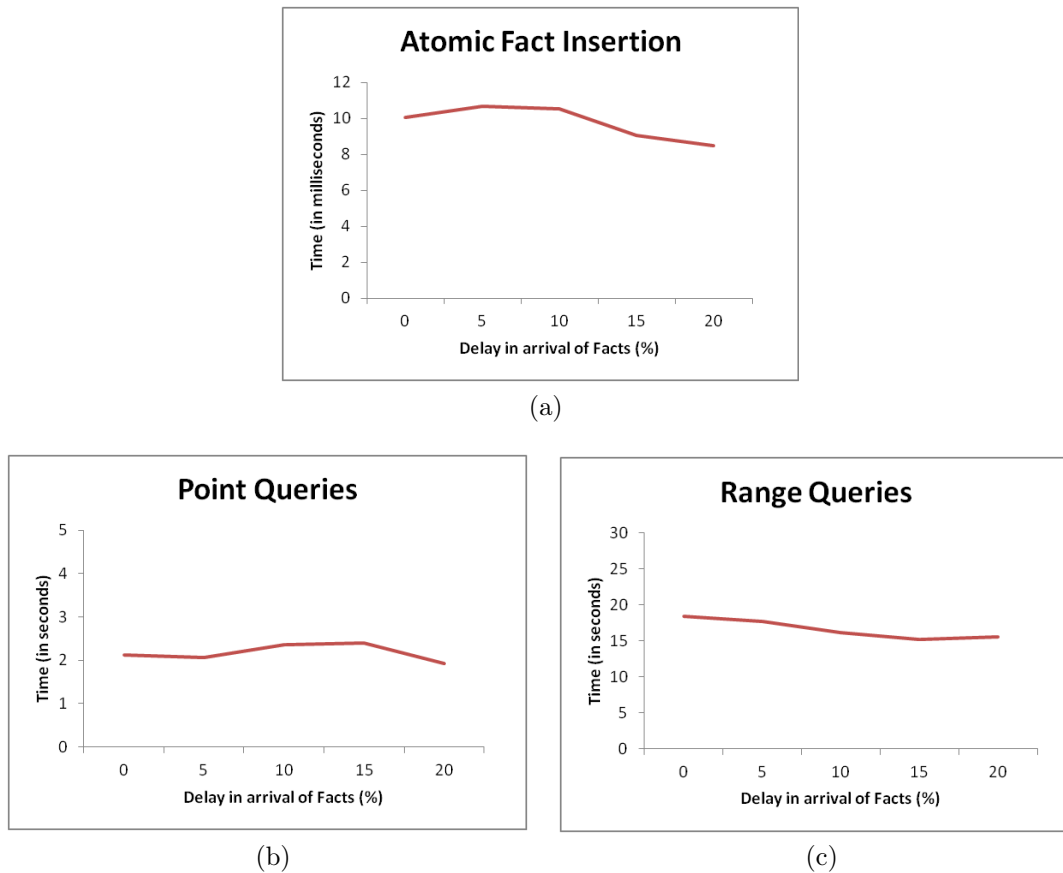 Atomic Fact Insertion
12
10
8
6
4
2
0
Time (in milliseconds)
0 5 10 15 20
Delay in arrival of Facts (%)
(a)
Point Queries
5
4
3
2
1
0
Time (in seconds)
0 5 10 15 20
Delay in arrival of Facts (%)
(b)
Range Queries
30
25
20
15
10
5
0
Time (in seconds)
0 5 10 15 20
Delay in arrival of Facts (%)
(c)